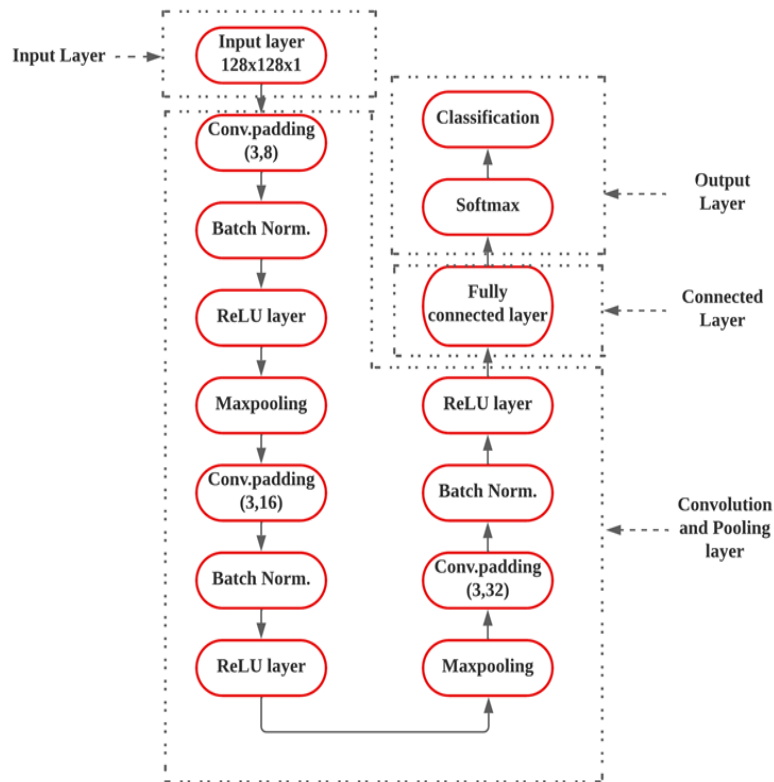 Input Layer
Input layer
128x128x1
Conv.padding
(3,8)
Batch Norm.
ReLU layer
Maxpooling
Conv.padding
(3,16)
Batch Norm.
ReLU layer
Maxpooling
Conv.padding
(3,32)
Batch Norm.
ReLU layer
Convolution
and Pooling
layer
Fully
connected layer
Connected
Layer
Softmax
Classification
Output
Layer